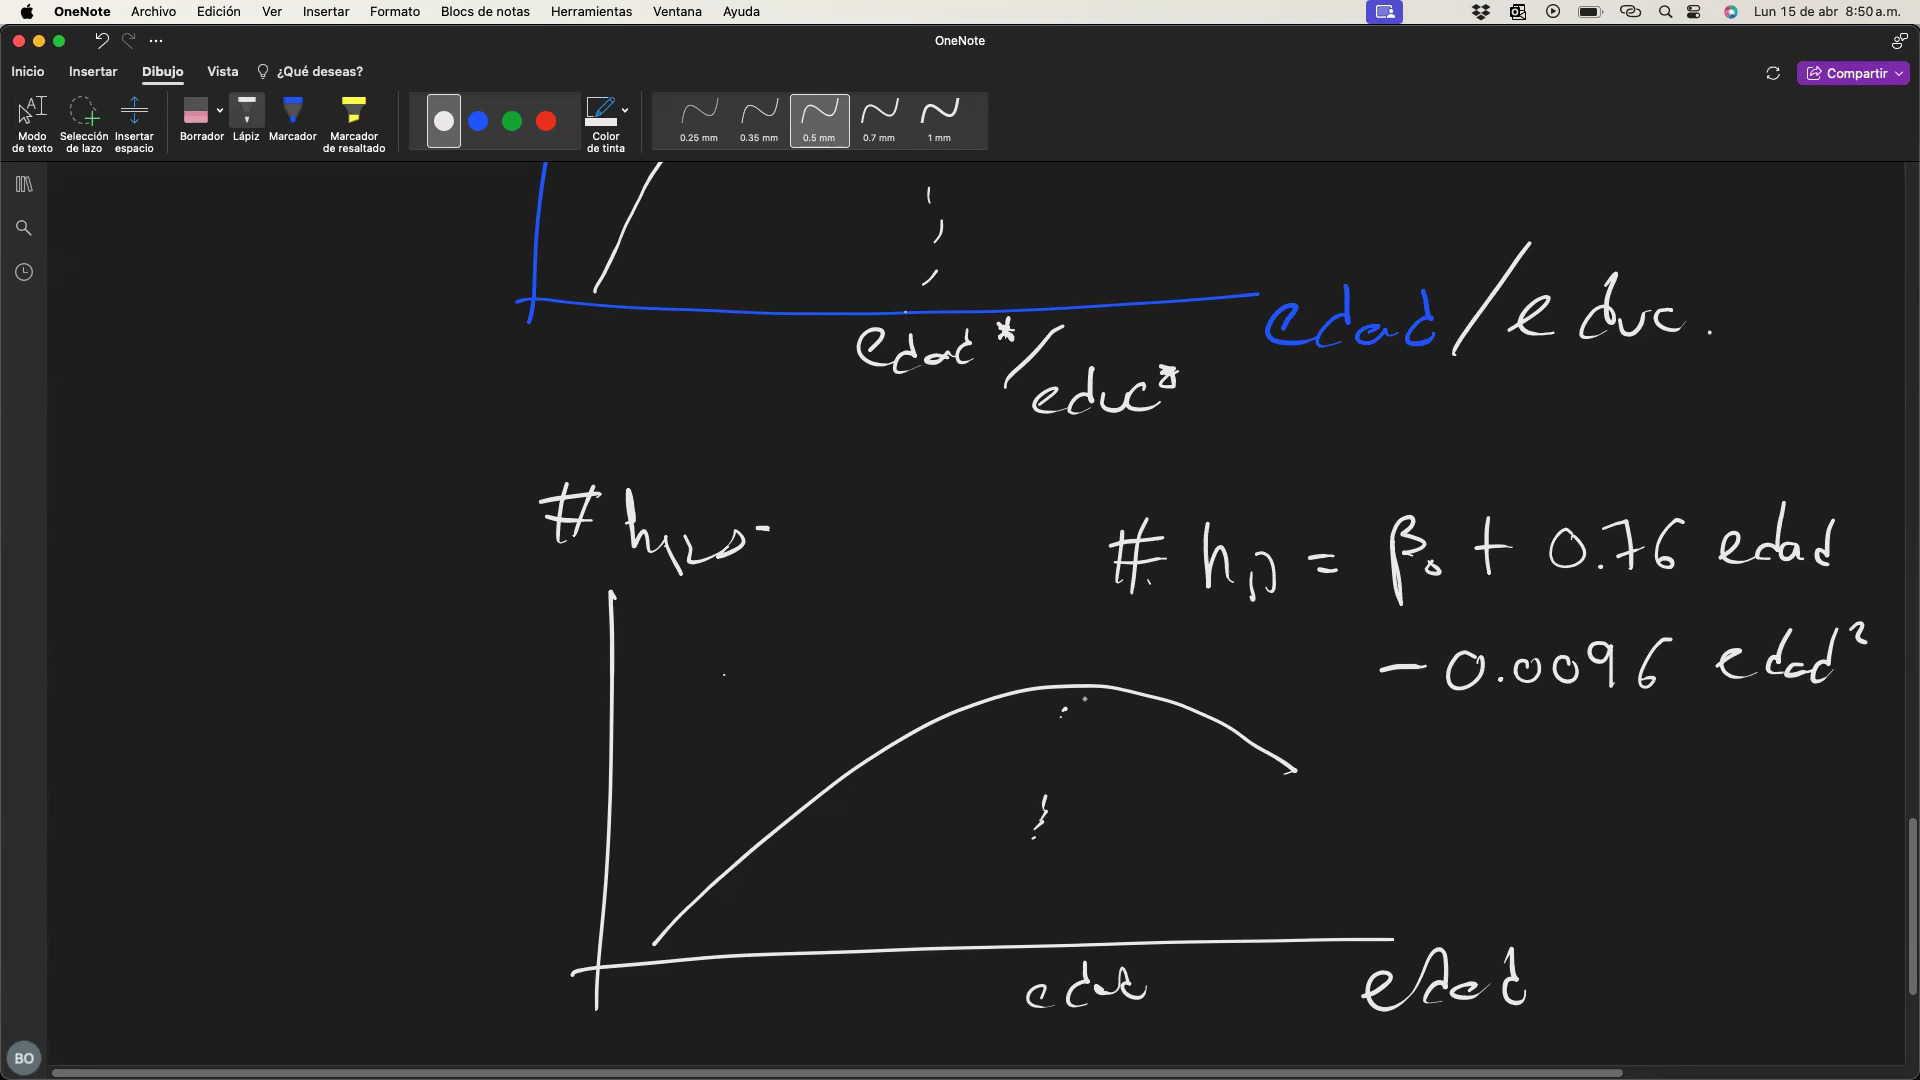 OneNote Archivo Edición Ver Insertar Formato Blocs de notas Herramientas Ventana Ayuda Lun 15 de abr 8:50 a.m.
OneNote
Inicio Insertar Dibujo Vista ¿Qué deseas? Compartir
Modo de texto
Selección de lazo
Insertar espacio
Borrador
Lápiz
Marcador
Marcador de resaltado
Color de tinta
0.25 mm 0.35 mm 0.5 mm 0.7 mm 1 mm
edad / educ.
edad* / educ*
#
# = β₀ + 0.76 edad
- 0.0096 edad²
edad
BO